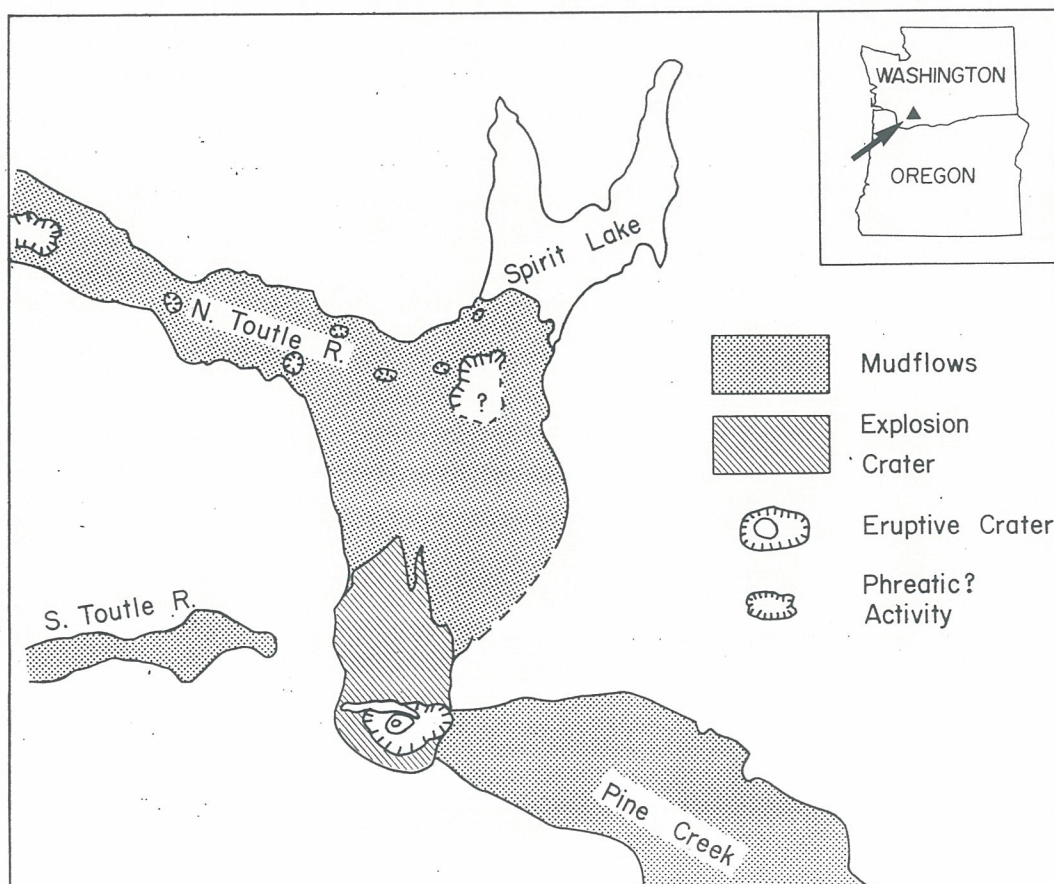 WASHINGTON
OREGON
Spirit Lake
N. Toutle
R.
?
Mudflows
Explosion
Crater
Eruptive Crater
Phreatic?
Activity
S. Toutle R.
Pine Creek